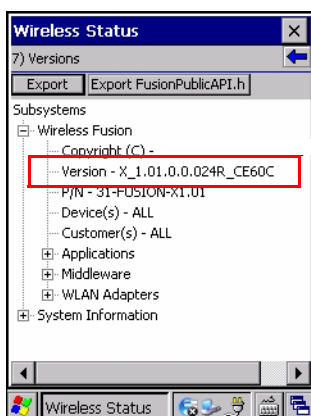 Wireless Status
7) Versions
Export Export FusionPublicAPI.h
Subsystems
Wireless Fusion
Copyright (C) -
Version - X_1.01.0.0.024R_CE60C
P/N - 31-FUSION-X1.01
Device(s) - ALL
Customer(s) - ALL
Applications
Middleware
WLAN Adapters
System Information
Wireless Status